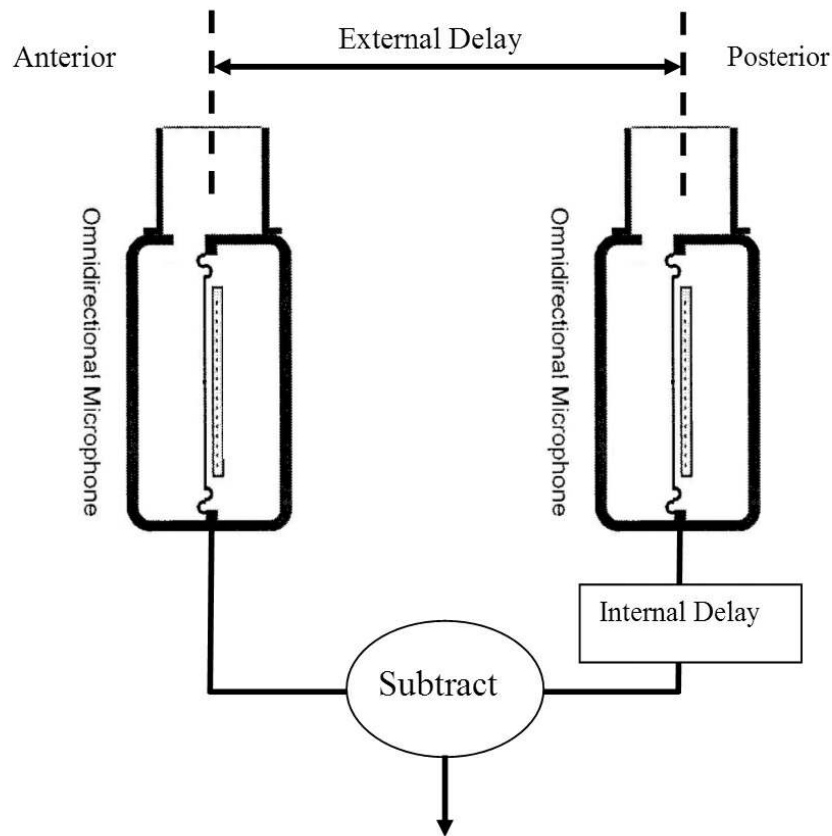 External Delay
Anterior
Posterior
Omnidirectional Microphone
Omnidirectional Microphone
Internal Delay
Subtract